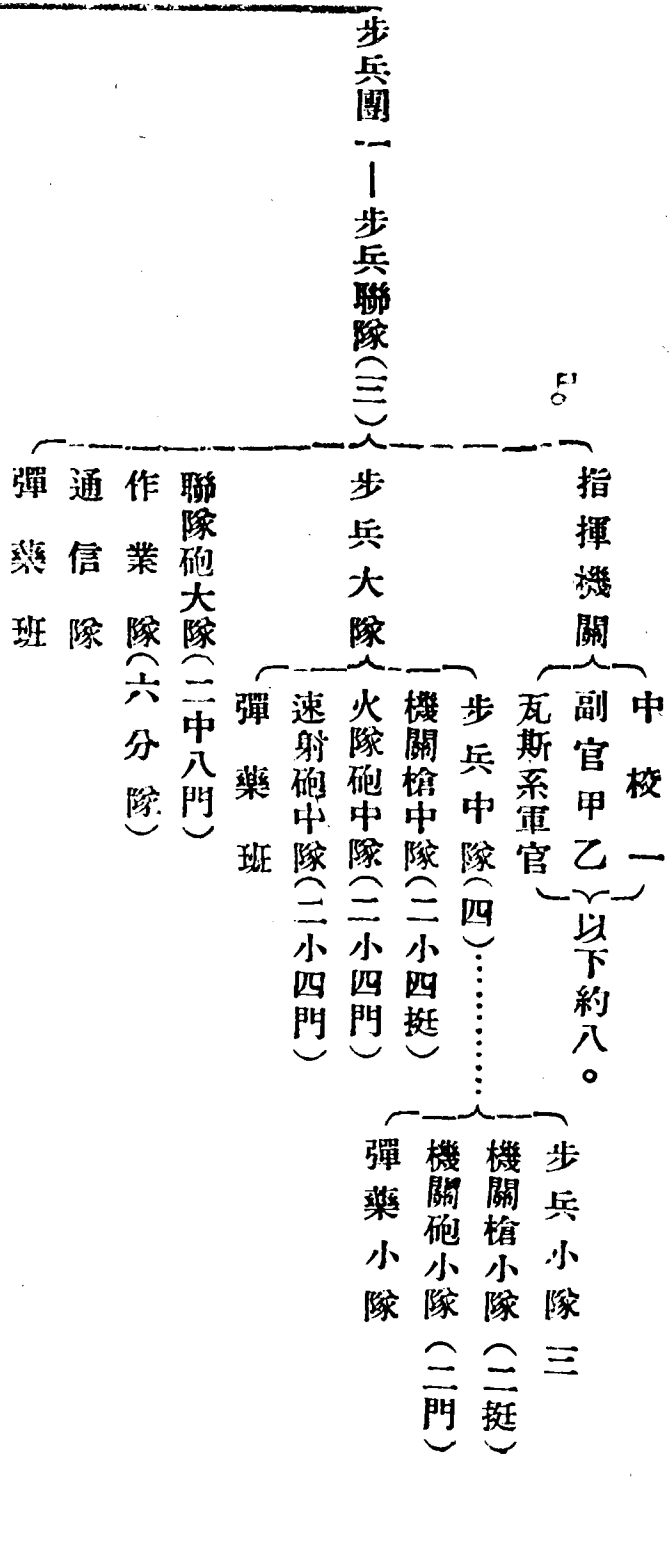 步兵團一—步兵聯隊(三)
指揮機關
中校一
副官甲乙
瓦斯系軍官
以下約八。
步兵大隊
步兵中隊(四)………
步兵小隊三
機關槍小隊(二挺)
機關砲小隊(二門)
彈藥小隊
機關槍中隊(二小四挺)
火隊砲中隊(二小四門)
速射砲中隊(二小四門)
彈藥班
聯隊砲大隊(二中八門)
作業隊(六分隊)
通信隊
彈藥班